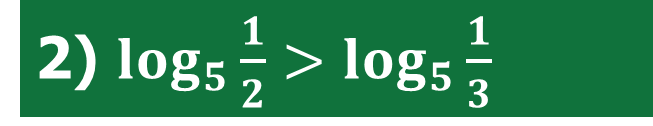 2) log₅ 1/2 > log₅ 1/3